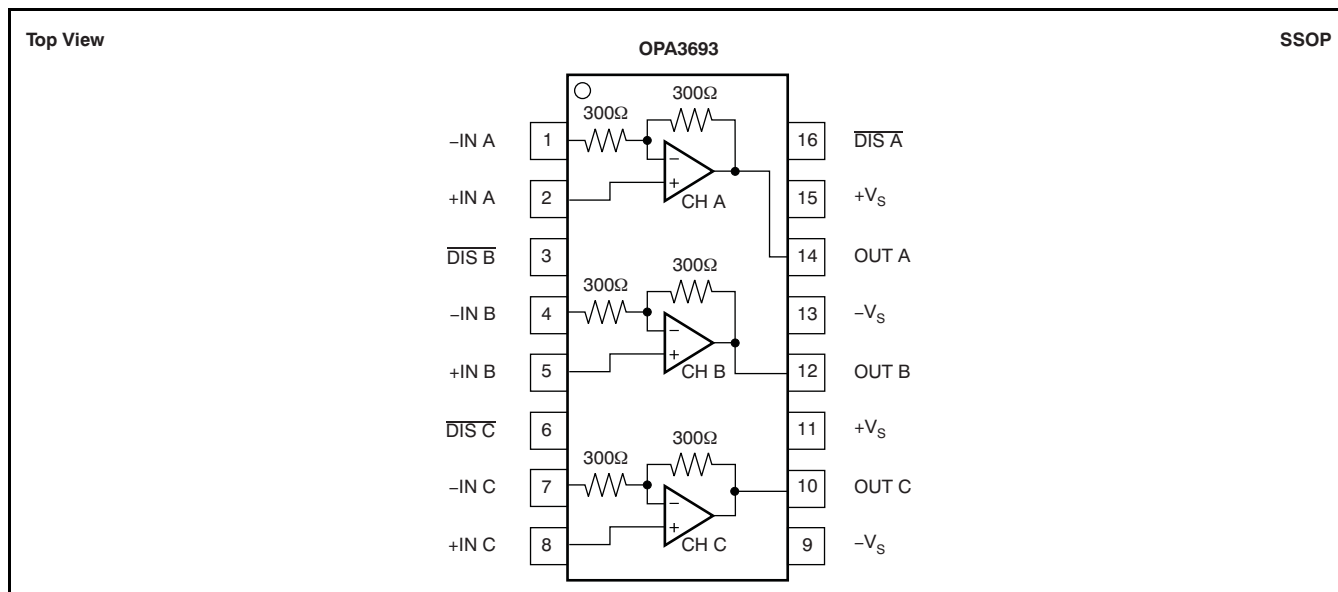 Top View
SSOP
OPA3693
300Ω
300Ω
−IN A
1
−
+
CH A
16
DIS A
+IN A
2
15
+VS
DIS B
3
14
OUT A
300Ω
300Ω
−IN B
4
−
+
CH B
13
−VS
+IN B
5
12
OUT B
DIS C
6
11
+VS
300Ω
300Ω
−IN C
7
−
+
CH C
10
OUT C
+IN C
8
9
−VS